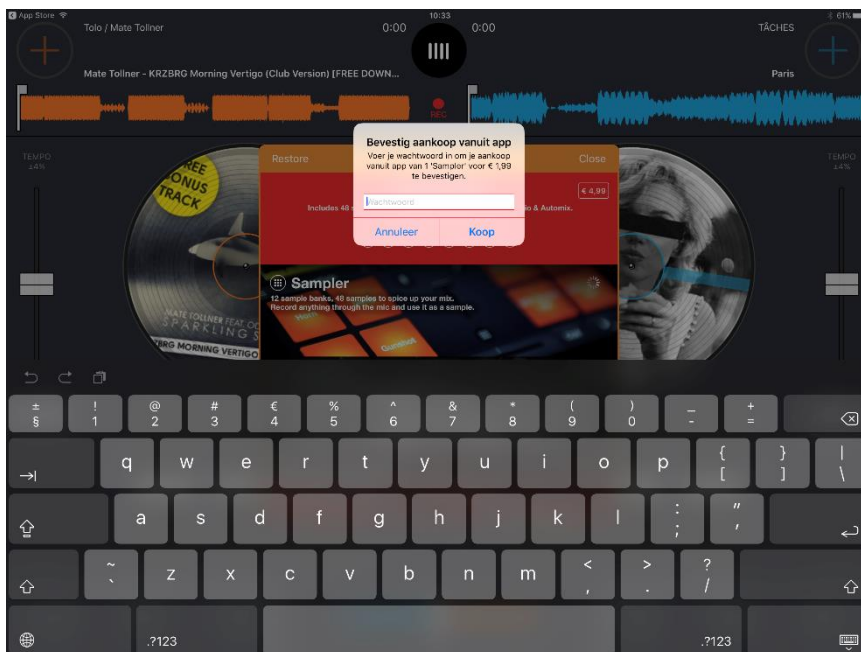 App Store
10:33
61%
Tolo / Mate Tollner
0:00
0:00
TÂCHES
Mate Tollner - KRZBRG Morning Vertigo (Club Version) [FREE DOWN...
Paris
REC
TEMPO
±4%
TEMPO
±4%
FREE
BONUS
TRACK
MATE TOLLNER FEAT.
SPARKLING
KRZBRG MORNING VERTIGO
Restore
Close
€ 4,99
Includes 48
& Automix.
Bevestig aankoop vanuit app
Voer je wachtwoord in om je aankoop
vanuit app van 1 'Sampler' voor € 1,99
te bevestigen.
Wachtwoord
Annuleer
Koop
Sampler
12 sample banks, 48 samples to spice up your mix.
Record anything through the mic and use it as a sample.
Horn
Gunshot
± ! @ # € % ^ & * ( ) _ +
§ 1 2 3 4 5 6 7 8 9 0 - =
q w e r t y u i o p { [ } ] | \
a s d f g h j k l : ; " '
~ ` z x c v b n m < , > . ? /
.?123
.?123